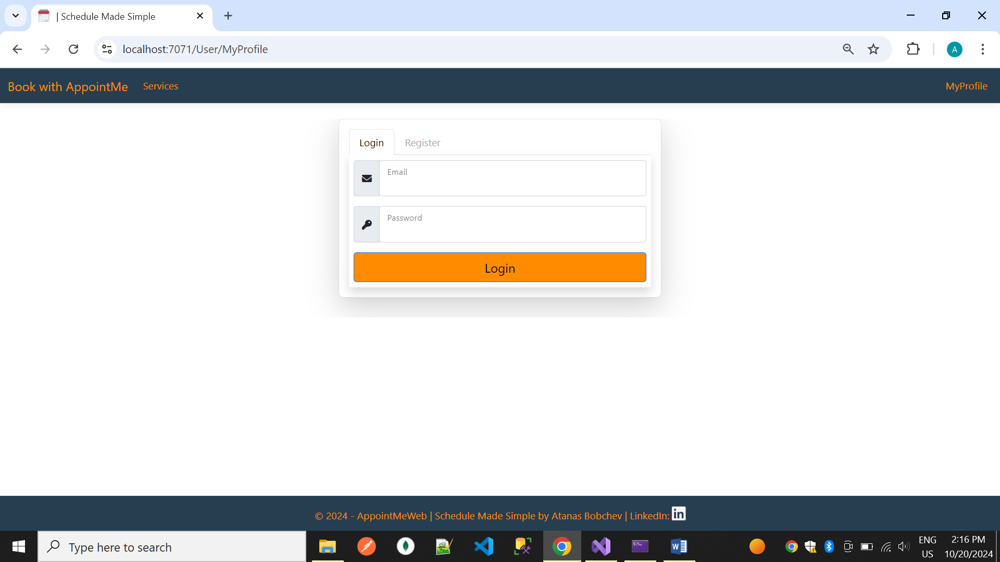 | Schedule Made Simple
localhost:7071/User/MyProfile
A
Book with AppointMe
Services
MyProfile
Login
Register
Email
Password
Login
© 2024 - AppointMeWeb | Schedule Made Simple by Atanas Bobchev | LinkedIn: in
Type here to search
ENG
US
2:16 PM
10/20/2024